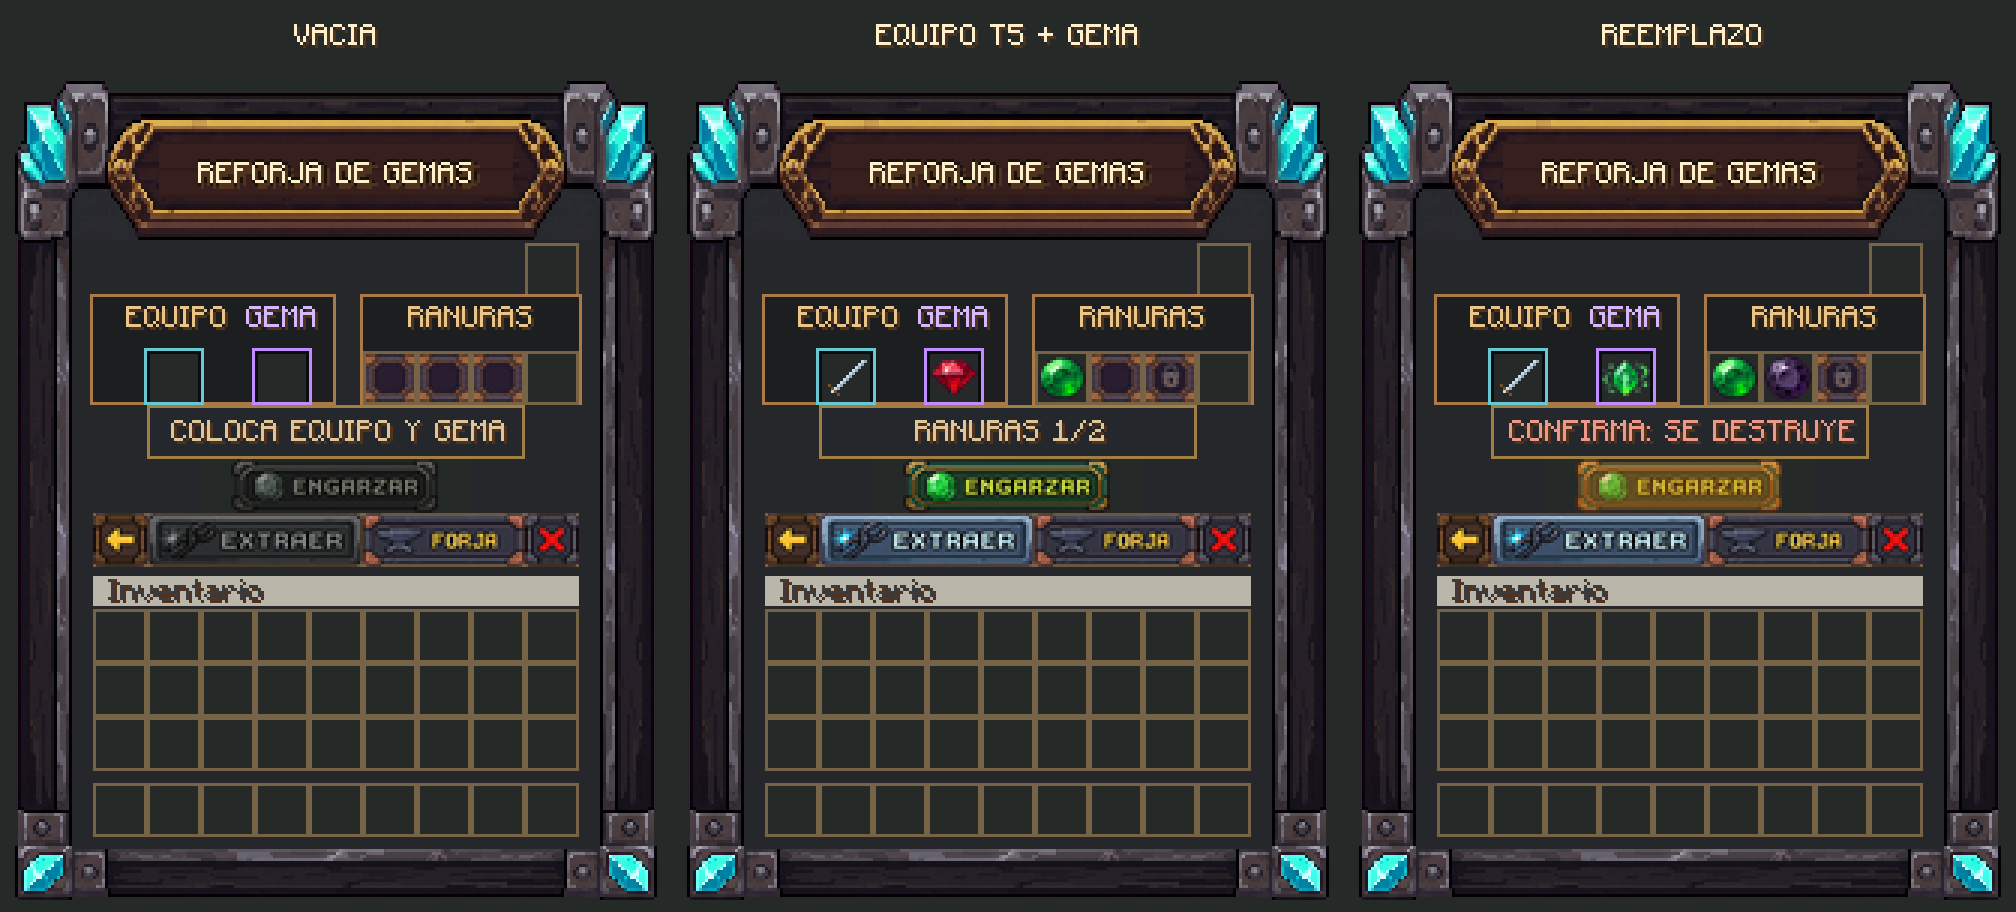 VACIA
REFORJA DE GEMAS
EQUIPO GEMA RANURAS
COLOCA EQUIPO Y GEMA
ENGARZAR
EXTRAER FORJA
Inventario
EQUIPO T5 + GEMA
REFORJA DE GEMAS
EQUIPO GEMA RANURAS
RANURAS 1/2
ENGARZAR
EXTRAER FORJA
Inventario
REEMPLAZO
REFORJA DE GEMAS
EQUIPO GEMA RANURAS
CONFIRMA: SE DESTRUYE
ENGARZAR
EXTRAER FORJA
Inventario